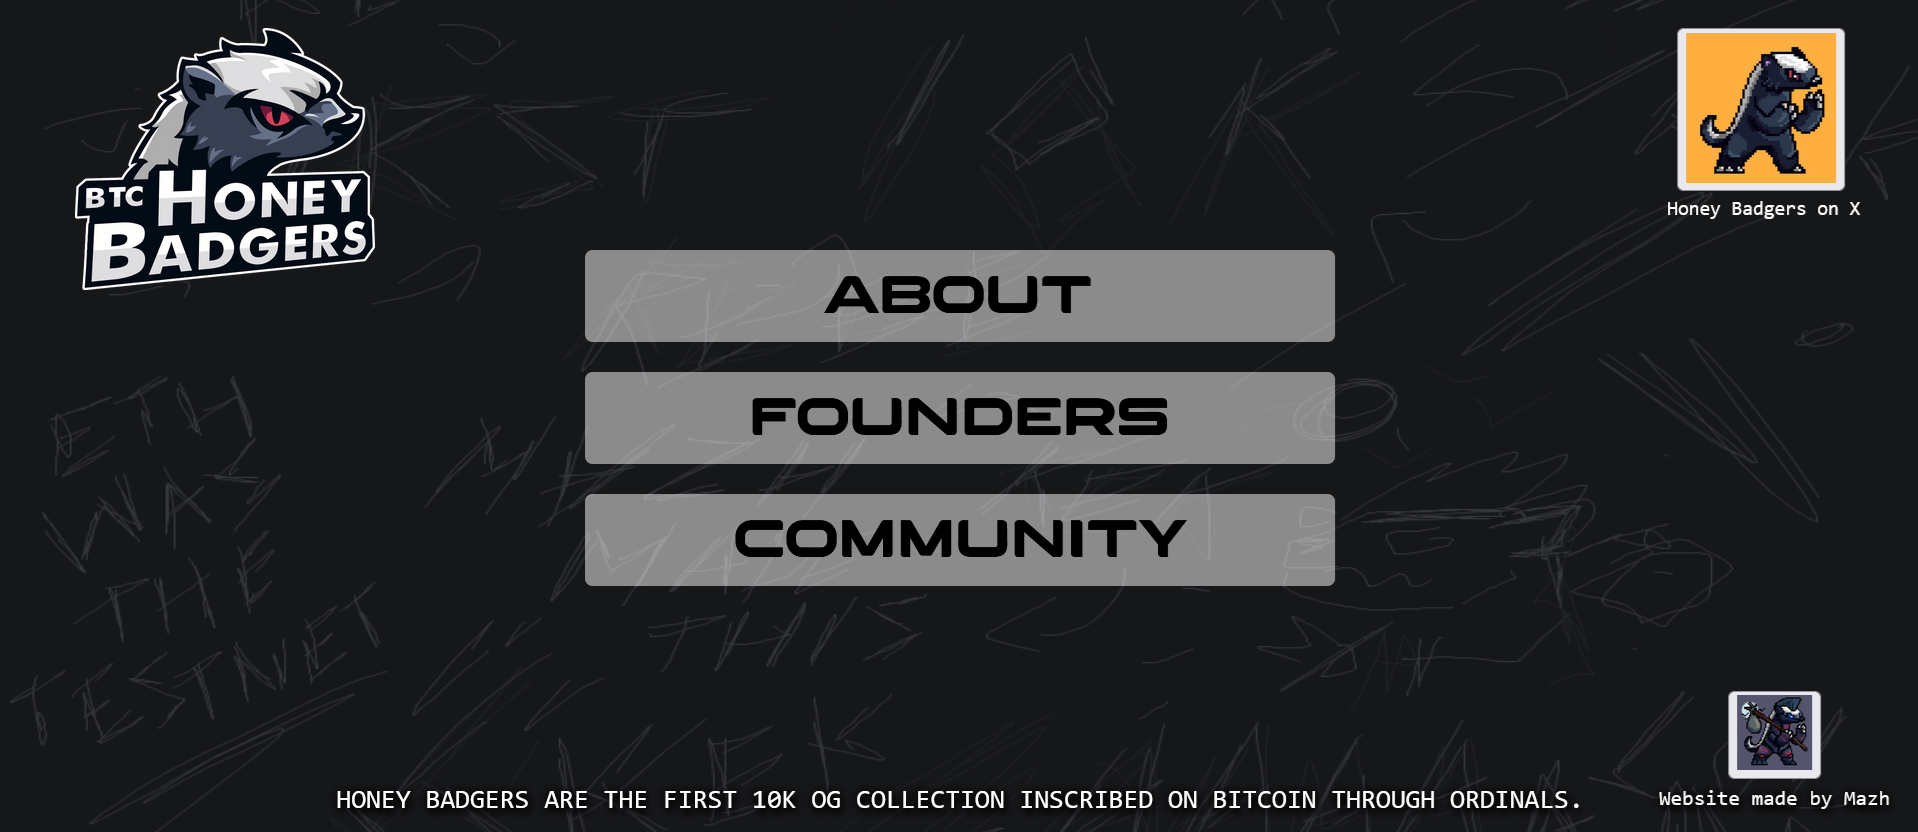 BTC HONEY
BADGERS
Honey Badgers on X
ABOUT
FOUNDERS
COMMUNITY
ETH
WAS
THE
TESTNET
THIS
HONEY BADGERS ARE THE FIRST 10K OG COLLECTION INSCRIBED ON BITCOIN THROUGH ORDINALS.
Website made by Mazh